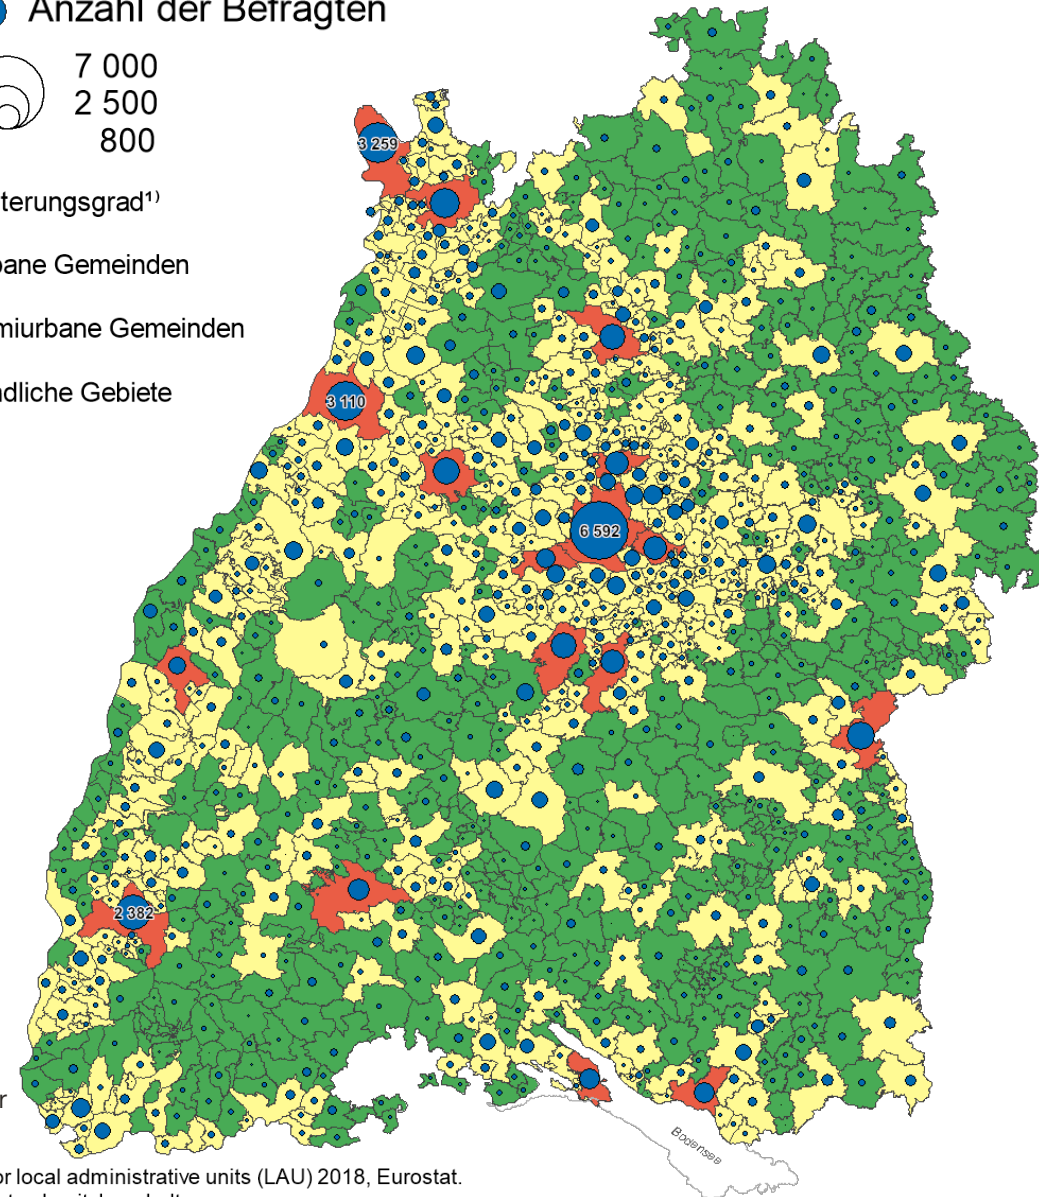 Anzahl der Befragten
7 000
2 500
800
terungsgrad¹⁾
bane Gemeinden
miurbane Gemeinden
dliche Gebiete
3 259
3 110
6 592
2 382
Bodensee
r
or local administrative units (LAU) 2018, Eurostat.